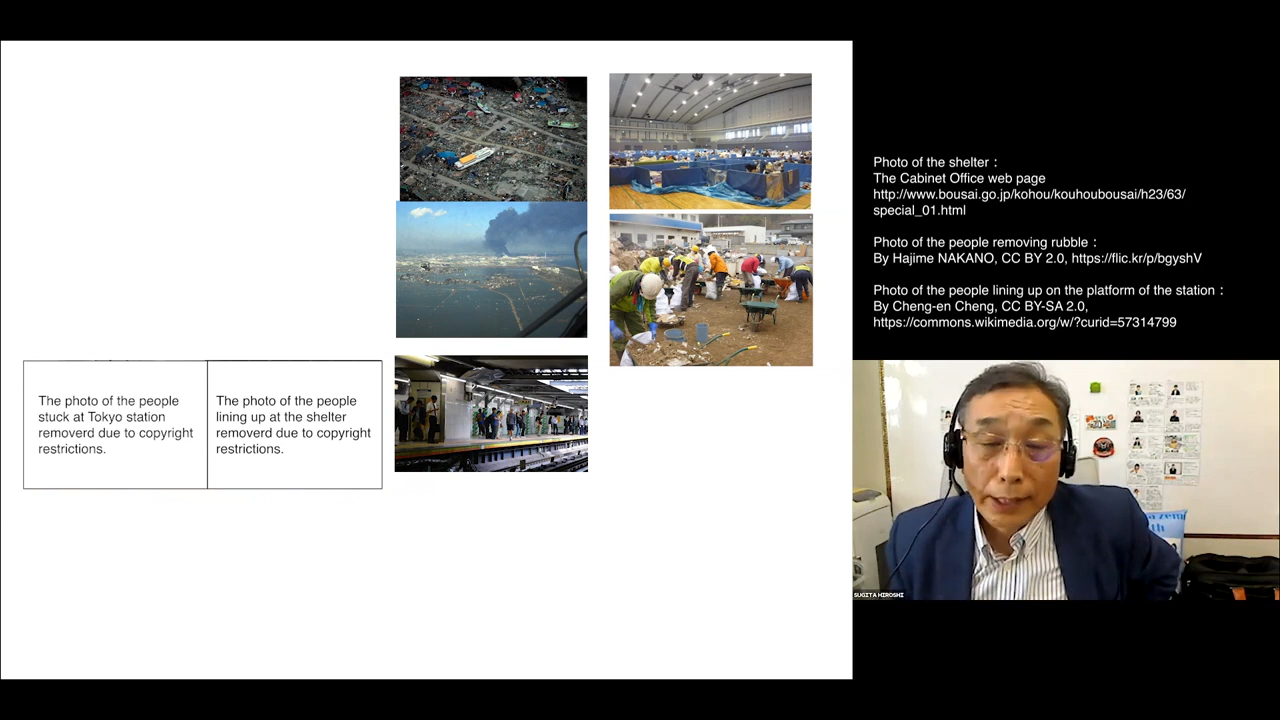 The photo of the people
stuck at Tokyo station
removerd due to copyright
restrictions.
The photo of the people
lining up at the shelter
removerd due to copyright
restrictions.
Photo of the shelter：
The Cabinet Office web page
http://www.bousai.go.jp/kohou/kouhoubousai/h23/63/
special_01.html
Photo of the people removing rubble：
By Hajime NAKANO, CC BY 2.0, https://flic.kr/p/bgyshV
Photo of the people lining up on the platform of the station：
By Cheng-en Cheng, CC BY-SA 2.0,
https://commons.wikimedia.org/w/?curid=57314799
SUGITA HIROSHI